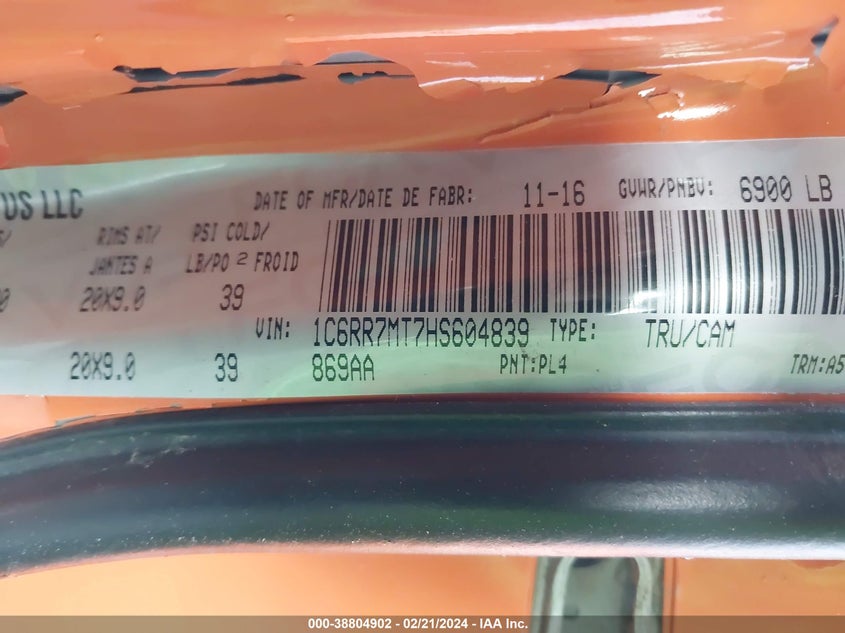 US LLC DATE OF MFR/DATE DE FABR: 11-16 GVWR/PNBV: 6900 LB
RIMS AT/ PSI COLD/
JANTES A LB/PO 2 FROID
20X9.0 39
VIN: 1C6RR7MT7HS604839 TYPE: TRU/CAM
20X9.0 39 869AA PNT:PL4 TRM:A5
000-38804902 - 02/21/2024 - IAA Inc.